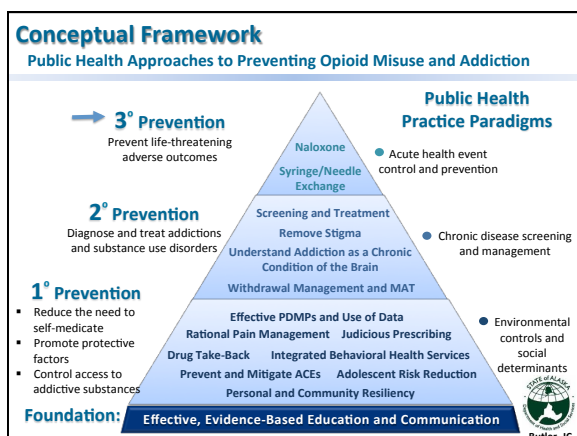 Conceptual Framework
Public Health Approaches to Preventing Opioid Misuse and Addiction
3° Prevention
Prevent life-threatening
adverse outcomes
Naloxone
Syringe/Needle
Exchange
Public Health
Practice Paradigms
Acute health event
control and prevention
2° Prevention
Diagnose and treat addictions
and substance use disorders
Screening and Treatment
Remove Stigma
Understand Addiction as a Chronic
Condition of the Brain
Withdrawal Management and MAT
Chronic disease screening
and management
1° Prevention
▪ Reduce the need to
self-medicate
▪ Promote protective
factors
▪ Control access to
addictive substances
Effective PDMPs and Use of Data
Rational Pain Management Judicious Prescribing
Drug Take-Back Integrated Behavioral Health Services
Prevent and Mitigate ACEs Adolescent Risk Reduction
Personal and Community Resiliency
Environmental
controls and
social
determinants
Foundation:
Effective, Evidence-Based Education and Communication
STATE of ALASKA